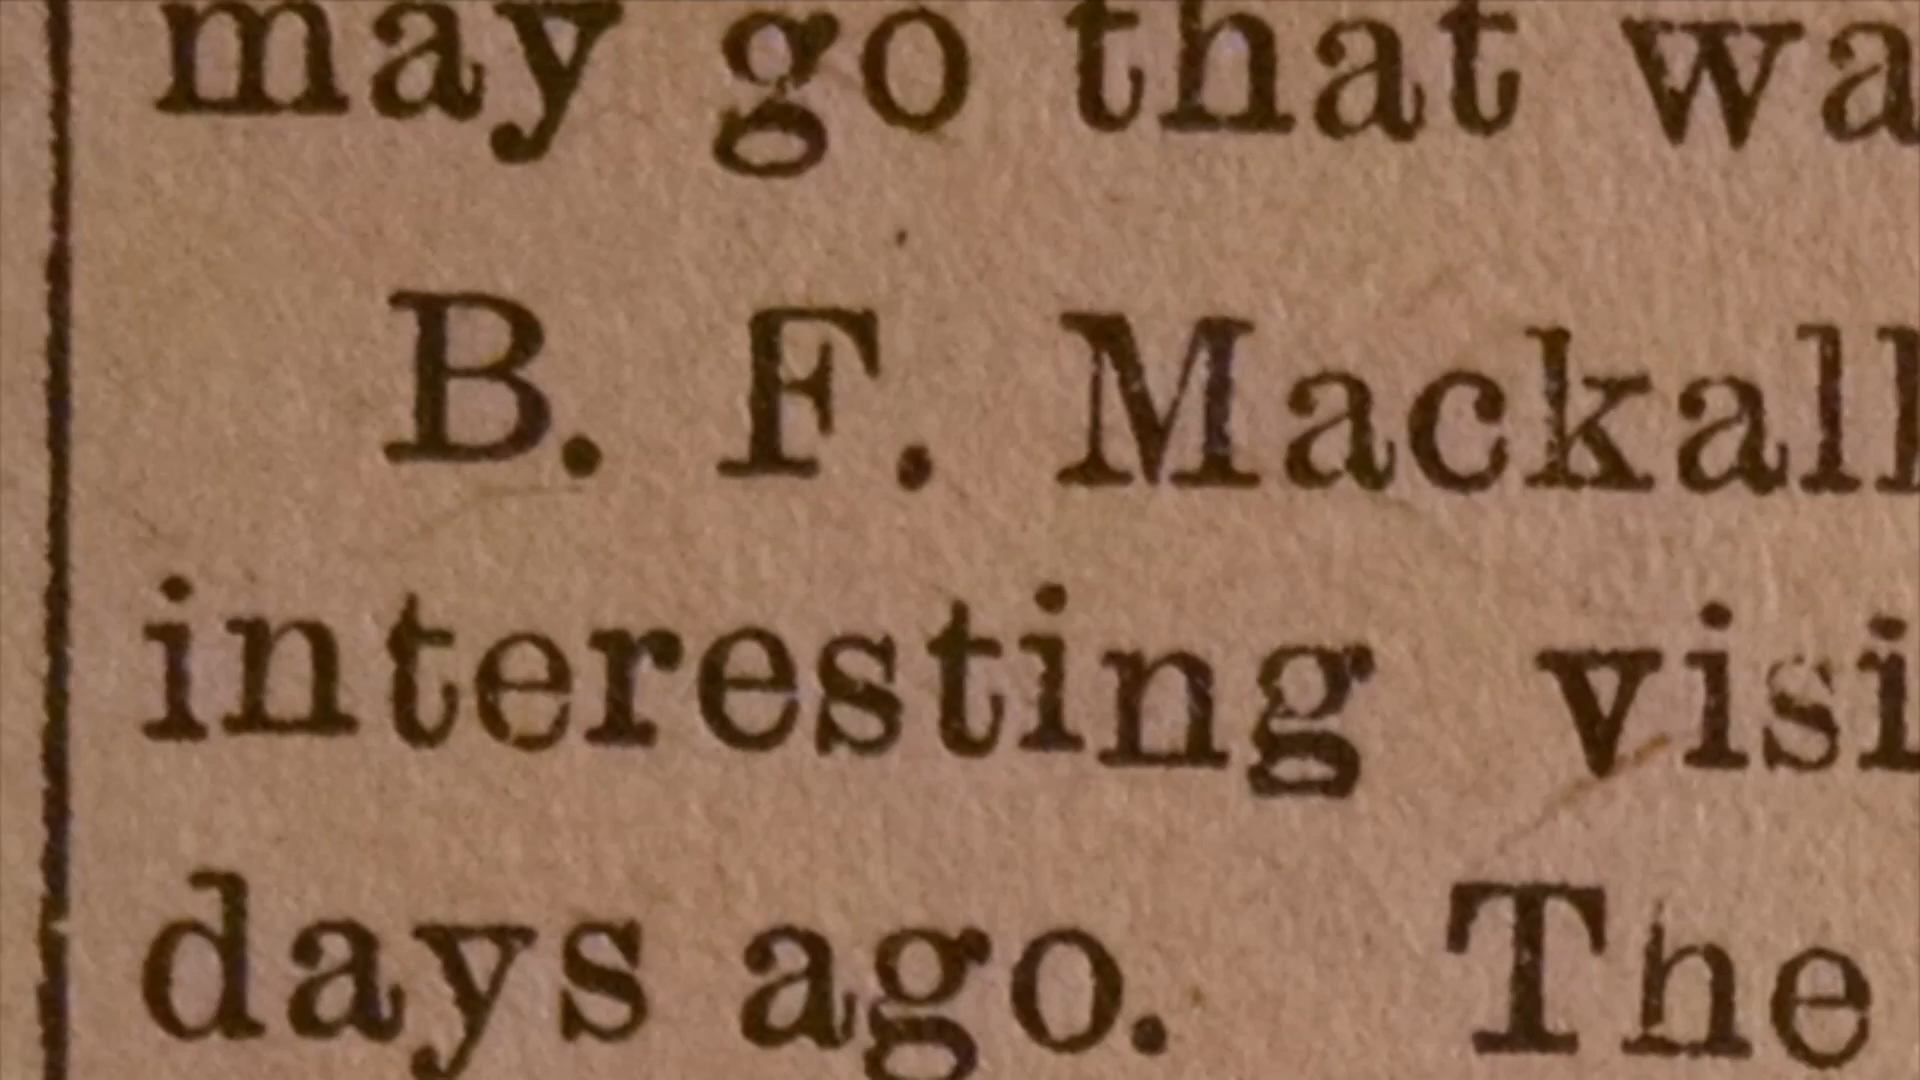 may go that wa
B. F. Mackall
interesting visi
days ago. The